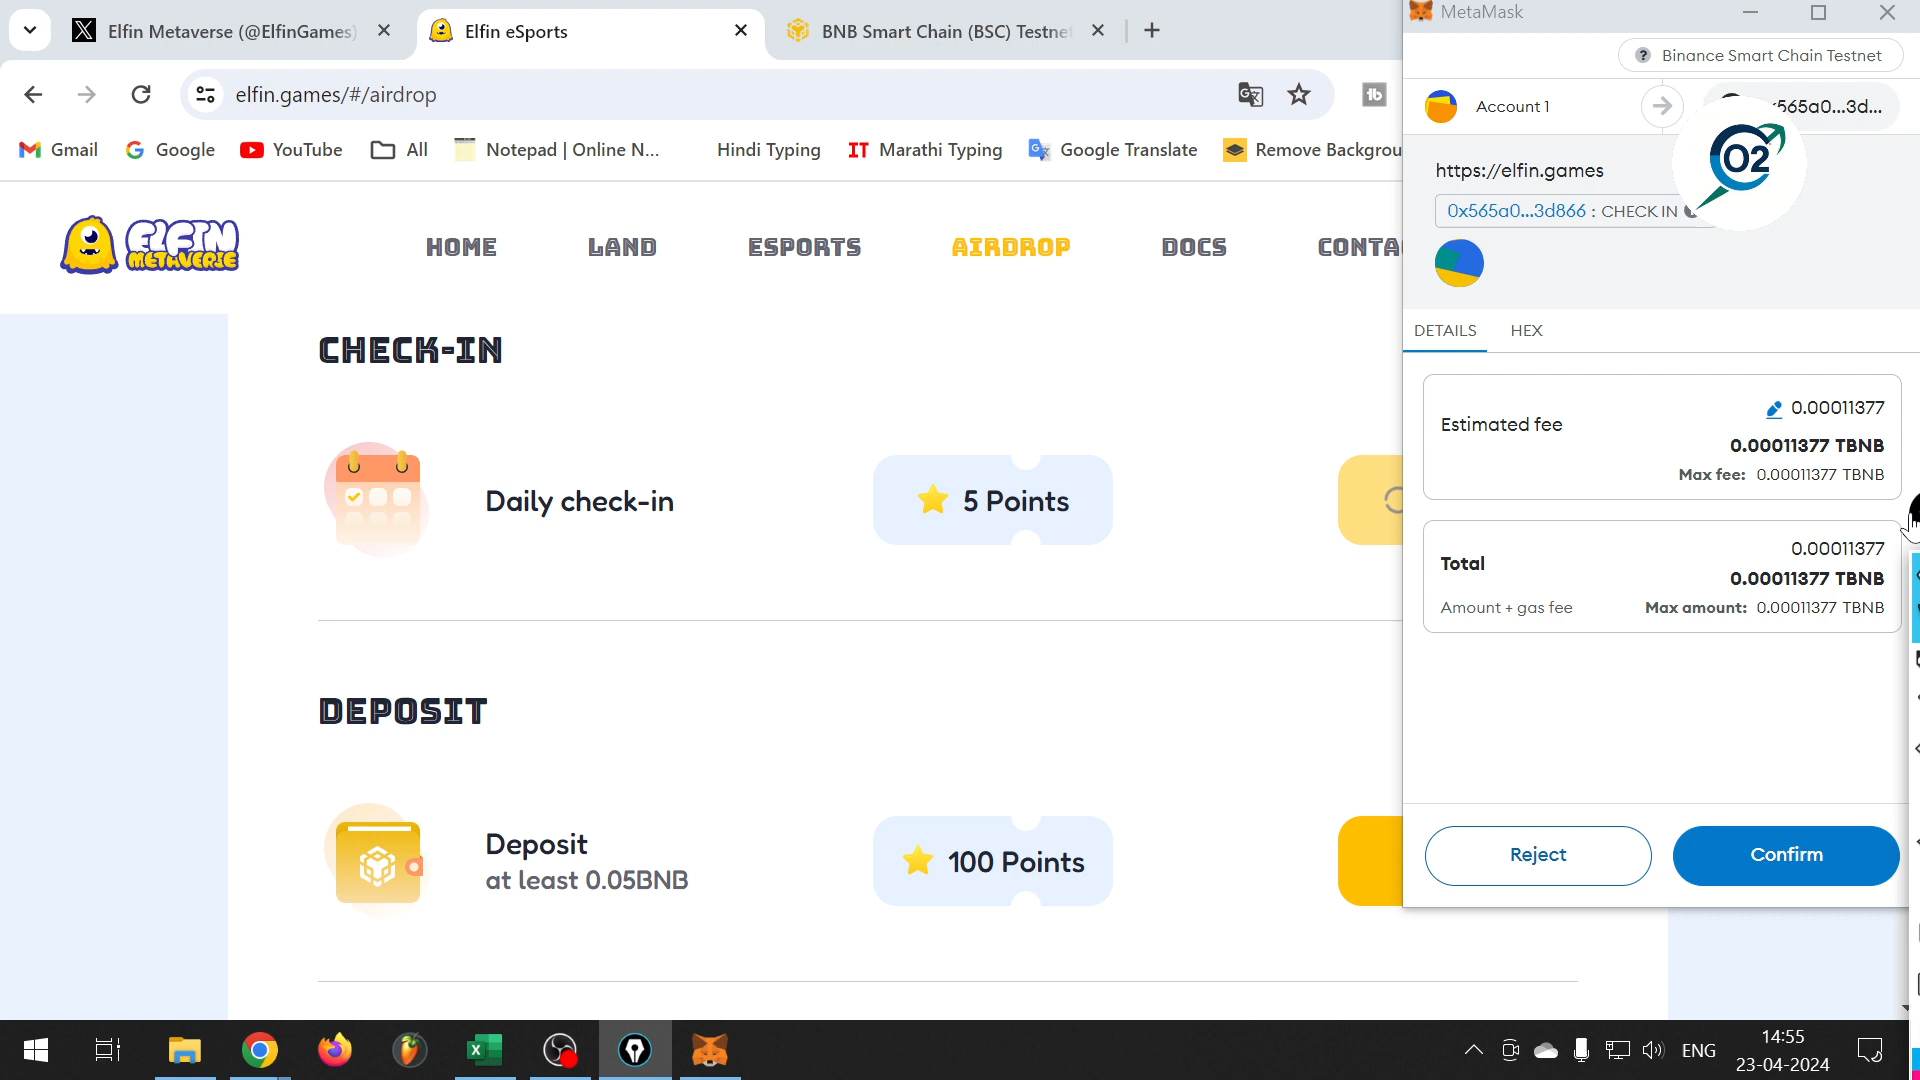 Elfin Metaverse (@ElfinGames)
Elfin eSports
BNB Smart Chain (BSC) Testne
MetaMask
elfin.games/#/airdrop
Binance Smart Chain Testnet
Account 1
565a0...3d...
O2
Gmail
Google
YouTube
All
Notepad | Online N...
Hindi Typing
IT Marathi Typing
Google Translate
Remove Backgrou
https://elfin.games
0x565a0...3d866 : CHECK IN
ELFIN
METAVERSE
HOME
LAND
ESPORTS
AIRDROP
DOCS
CONTA
DETAILS
HEX
CHECK-IN
Daily check-in
5 Points
Estimated fee
0.00011377
0.00011377 TBNB
Max fee: 0.00011377 TBNB
Total
0.00011377
0.00011377 TBNB
Amount + gas fee
Max amount: 0.00011377 TBNB
DEPOSIT
Deposit
at least 0.05BNB
100 Points
Reject
Confirm
ENG
14:55
23-04-2024